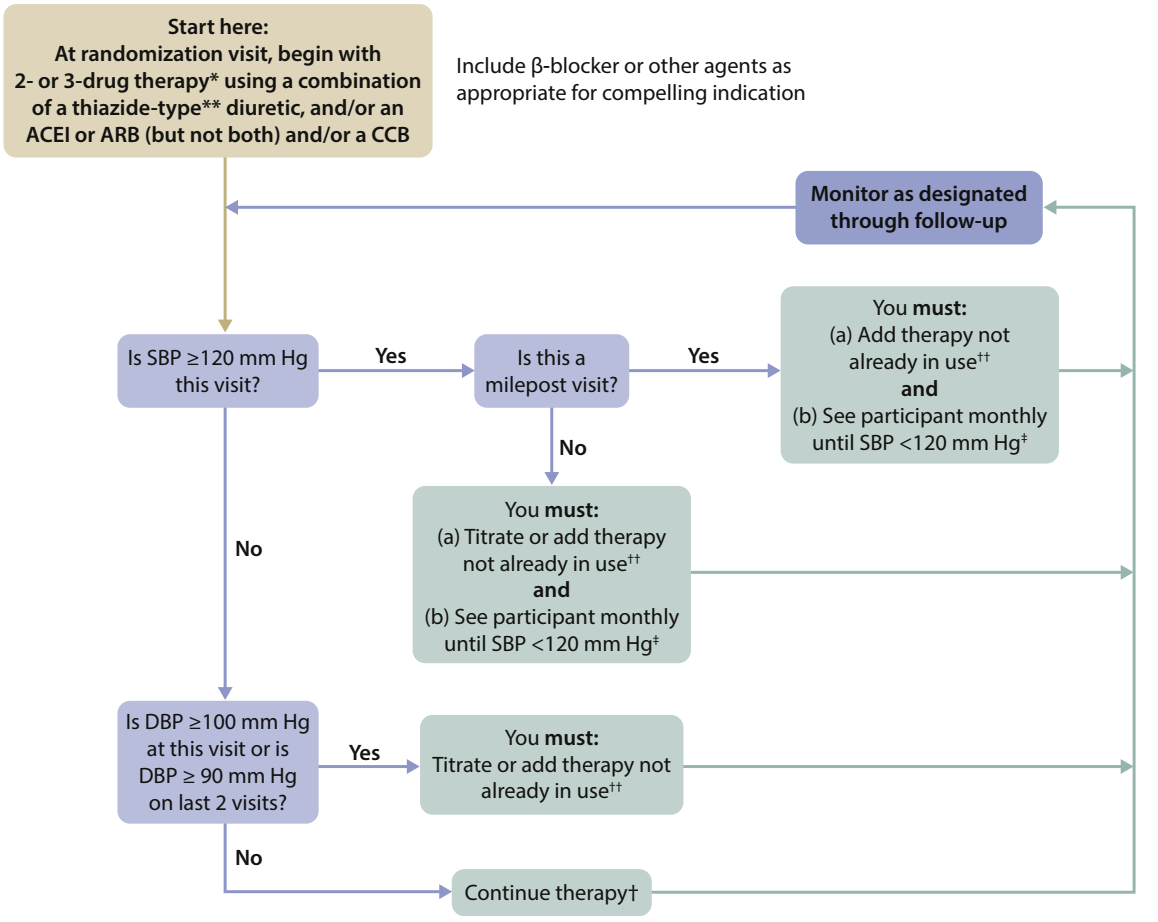 Start here:
At randomization visit, begin with
2- or 3-drug therapy* using a combination
of a thiazide-type** diuretic, and/or an
ACEI or ARB (but not both) and/or a CCB
Include β-blocker or other agents as
appropriate for compelling indication
Monitor as designated
through follow-up
Is SBP ≥120 mm Hg
this visit?
Yes
Is this a
milepost visit?
Yes
You must:
(a) Add therapy not
already in use††
and
(b) See participant monthly
until SBP <120 mm Hg‡
No
You must:
(a) Titrate or add therapy
not already in use††
and
(b) See participant monthly
until SBP <120 mm Hg‡
No
Is DBP ≥100 mm Hg
at this visit or is
DBP ≥ 90 mm Hg
on last 2 visits?
Yes
You must:
Titrate or add therapy not
already in use††
No
Continue therapy†